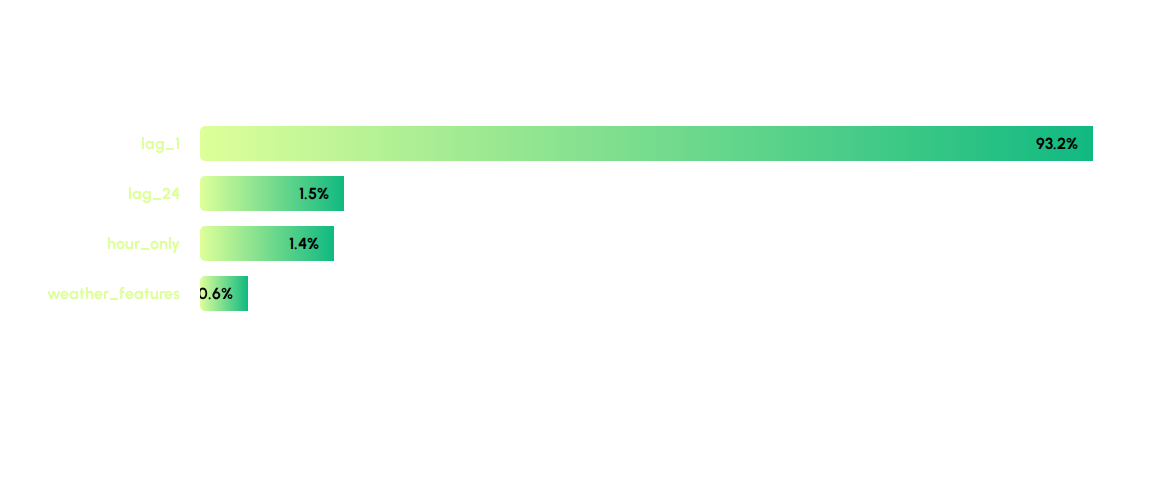 lag_1 93.2%
lag_24 1.5%
hour_only 1.4%
weather_features 0.6%